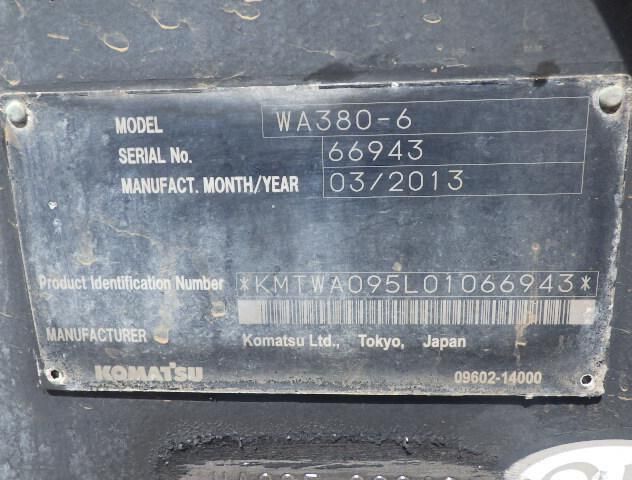 MODEL WA380-6
SERIAL No. 66943
MANUFACT. MONTH/YEAR 03/2013
Product Identification Number *KMTWA095L01066943*
MANUFACTURER Komatsu Ltd., Tokyo, Japan
KOMATSU 09602-14000